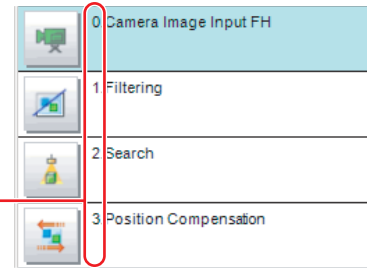 0.Camera Image Input FH
1.Filtering
2.Search
3.Position Compensation